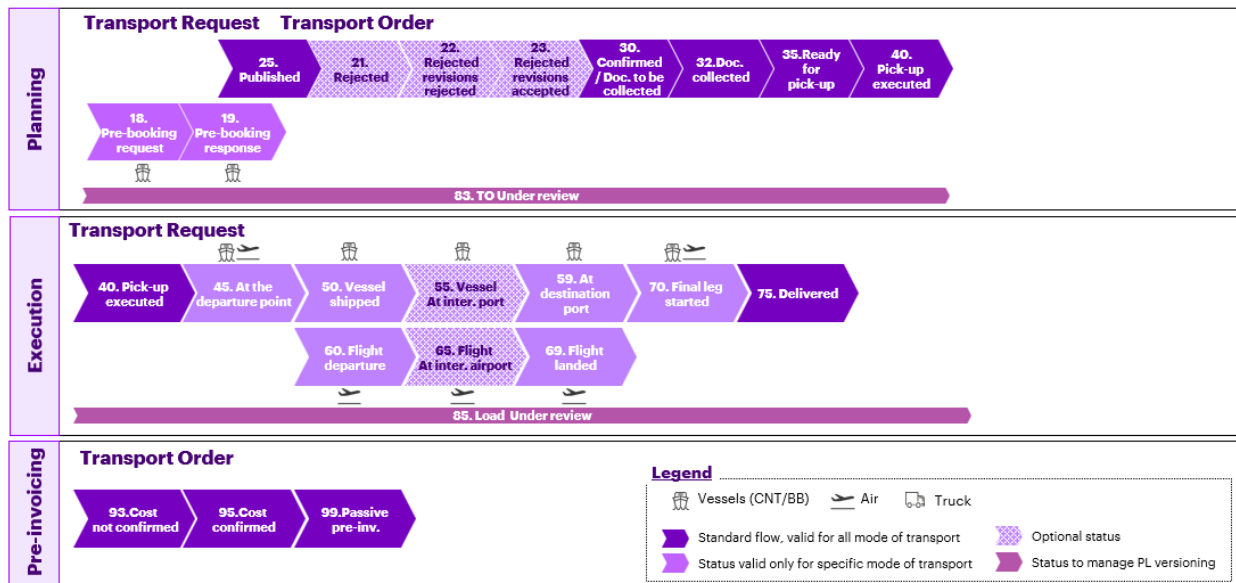 Planning
Transport Request
Transport Order
25.
Published
21.
Rejected
22.
Rejected
revisions
rejected
23.
Rejected
revisions
accepted
30.
Confirmed
/ Doc. to be
collected
32.Doc.
collected
35.Ready
for
pick-up
40.
Pick-up
executed
18.
Pre-booking
request
19.
Pre-booking
response
83. TO Under review
Execution
Transport Request
40. Pick-up
executed
45. At the
departure point
50. Vessel
shipped
55. Vessel
At inter. port
59. At
destination
port
70. Final leg
started
75. Delivered
60. Flight
departure
65. Flight
At inter. airport
69. Flight
landed
85. Load Under review
Pre-invoicing
Transport Order
93.Cost
not confirmed
95.Cost
confirmed
99.Passive
pre-inv.
Legend
Vessels (CNT/BB)
Air
Truck
Standard flow, valid for all mode of transport
Optional status
Status valid only for specific mode of transport
Status to manage PL versioning